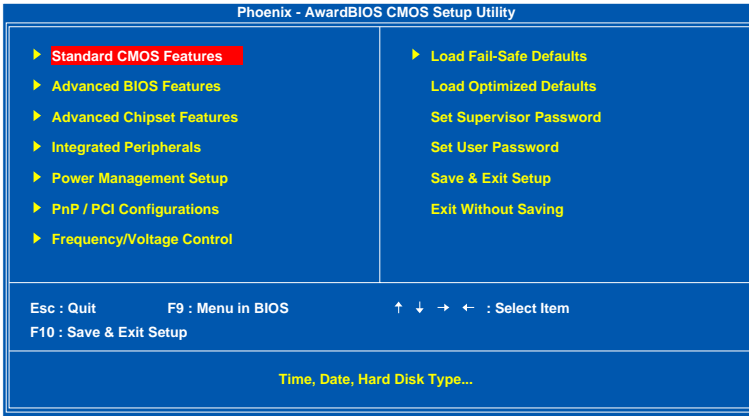 Phoenix - AwardBIOS CMOS Setup Utility
Standard CMOS Features
Advanced BIOS Features
Advanced Chipset Features
Integrated Peripherals
Power Management Setup
PnP / PCI Configurations
Frequency/Voltage Control
Load Fail-Safe Defaults
Load Optimized Defaults
Set Supervisor Password
Set User Password
Save & Exit Setup
Exit Without Saving
Esc : Quit F9 : Menu in BIOS ↑ ↓ → ← : Select Item
F10 : Save & Exit Setup
Time, Date, Hard Disk Type...